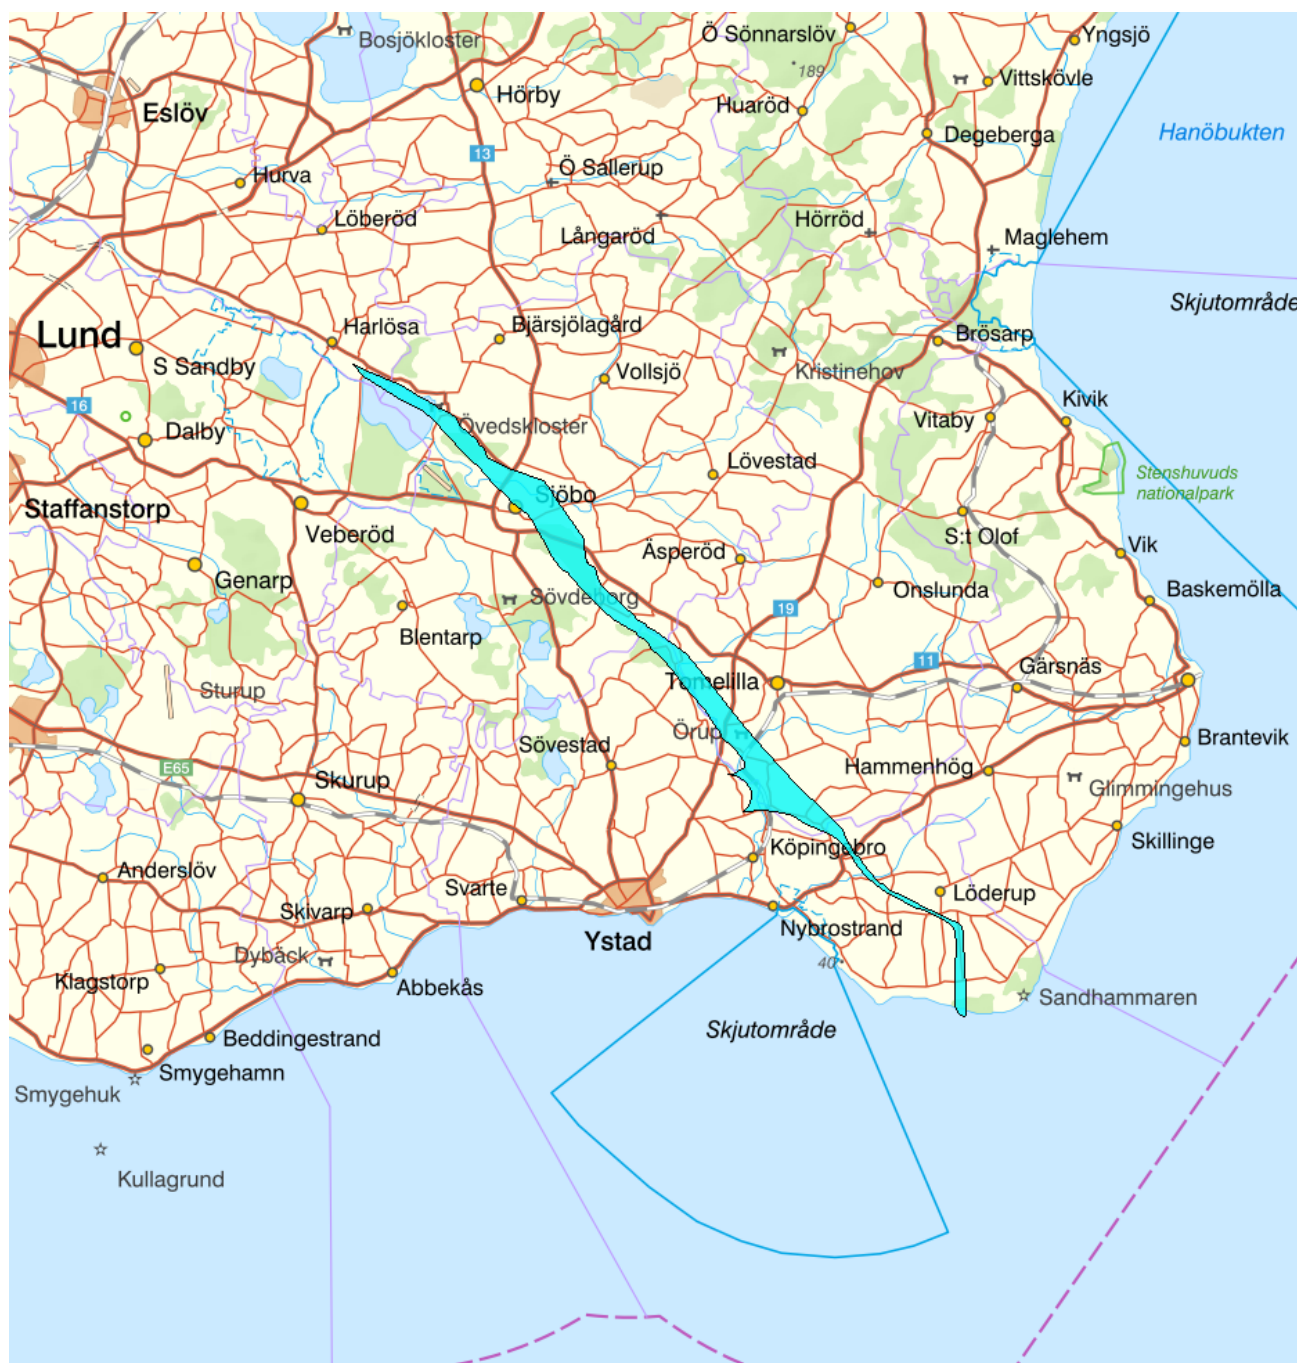 Ö Sönnarslöv
Yngsjö
Bosjökloster
189
Vittskövle
Hörby
Huaröd
Eslöv
Degeberga
Hanöbukten
13
Ö Sallerup
Hurva
Löberöd
Hörröd
Långaröd
Maglehem
Skjutområde
Harlösa
Bjärsjölagård
Lund
Brösarp
S Sandby
Kristinehov
Vollsjö
16
Kivik
Övedskloster
Vitaby
Dalby
Lövestad
Stenshuvuds
nationalpark
Sjöbo
Staffanstorp
Veberöd
S:t Olof
Äsperöd
Vik
Genarp
Onslunda
Baskemölla
Sövdeborg
19
Blentarp
11
Gärsnäs
Sturup
Tomelilla
Örup
Brantevik
Sövestad
E65
Hammenhög
Skurup
Glimmingehus
Skillinge
Köpingebro
Anderslöv
Svarte
Löderup
Skivarp
Nybrostrand
Ystad
Dybäck
40
Klagstorp
Abbekås
Sandhammaren
Skjutområde
Beddingestrand
Smygehamn
Smygehuk
Kullagrund